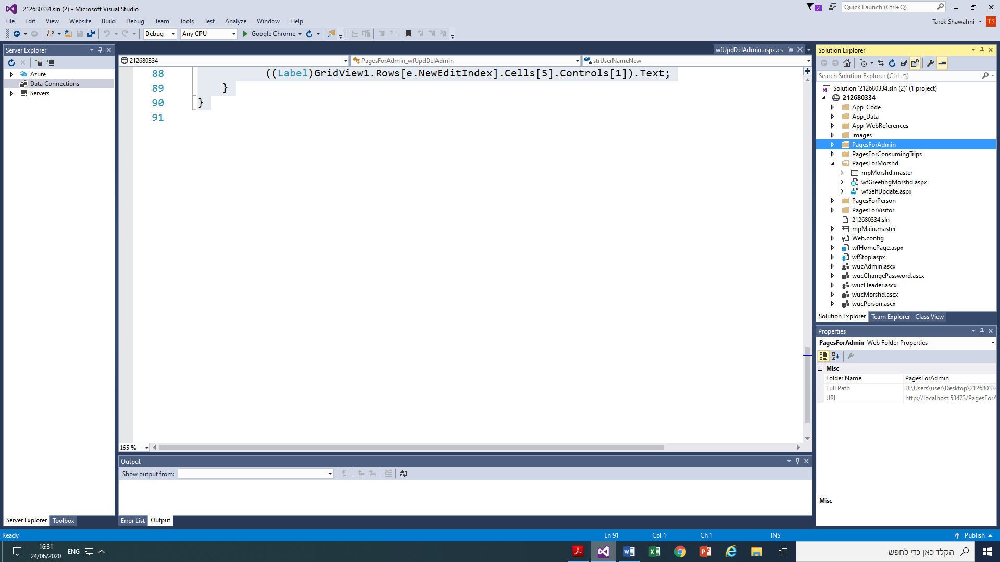 212680334.sln (2) - Microsoft Visual Studio
2
Quick Launch (Ctrl+Q)
File Edit View Website Build Debug Team Tools Test Analyze Window Help
Tarek Shawahni TS
Debug Any CPU Google Chrome
Server Explorer
Azure
Data Connections
Servers
Server Explorer Toolbox
wfUpdDelAdmin.aspx.cs
212680334 PagesForAdmin_wfUpdDelAdmin strUserNameNew
88 ((Label)GridView1.Rows[e.NewEditIndex].Cells[5].Controls[1]).Text;
89 }
90 }
91
165 %
Output
Show output from:
Error List Output
Solution Explorer
Search Solution Explorer (Ctrl+ף)
Solution '212680334.sln (2)' (1 project)
212680334
App_Code
App_Data
App_WebReferences
Images
PagesForAdmin
PagesForConsumingTrips
PagesForMorshd
mpMorshd.master
wfGreetingMorshd.aspx
wfSelfUpdate.aspx
PagesForPerson
PagesForVisitor
212680334.sln
mpMain.master
Web.config
wfHomePage.aspx
wfStop.aspx
wucAdmin.ascx
wucChangePassword.ascx
wucHeader.ascx
wucMorshd.ascx
wucPerson.ascx
Solution Explorer Team Explorer Class View
Properties
PagesForAdmin Web Folder Properties
Misc
Folder Name PagesForAdmin
Full Path D:\Users\user\Desktop\212680334
URL http://localhost:53473/PagesForA
Misc
Ready Ln 91 Col 1 Ch 1 INS Publish
16:31
24/06/2020
ENG
הקלד כאן כדי לחפש